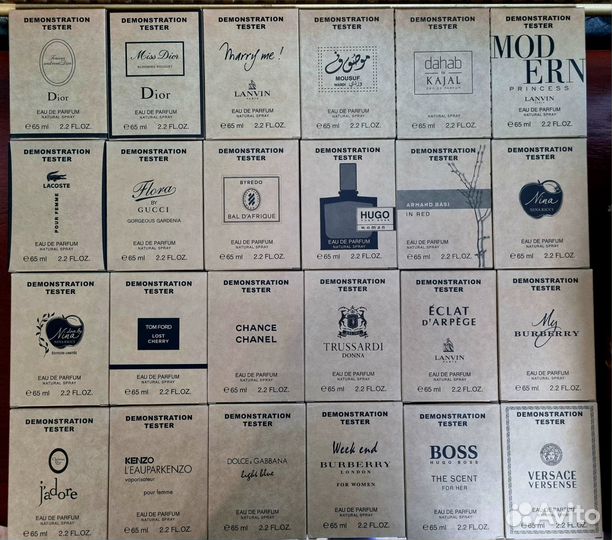 DEMONSTRATION
TESTER
Dior
EAU DE PARFUM
NATURAL SPRAY
℮65 ml 2.2 FL.OZ.
DEMONSTRATION
TESTER
Miss Dior
BLOOMING BOUQUET
Dior
EAU DE PARFUM
NATURAL SPRAY
℮65 ml 2.2 FL.OZ.
DEMONSTRATION
TESTER
Marry me!
LANVIN
PARIS
EAU DE PARFUM
NATURAL SPRAY
℮65 ml 2.2 FL.OZ.
DEMONSTRATION
TESTER
MOUSUF
WARDI وردي
EAU DE PARFUM
NATURAL SPRAY
℮65 ml 2.2 FL.OZ.
DEMONSTRATION
TESTER
dahab
by
KAJAL
EAU DE PARFUM
EAU DE PARFUM
NATURAL SPRAY
℮65 ml 2.2 FL.OZ.
DEMONSTRATION
TESTER
MOD
ERN
PRINCESS
LANVIN
PARIS
EAU DE PARFUM
NATURAL SPRAY
℮65 ml 2.2 FL.OZ.
DEMONSTRATION
TESTER
LACOSTE
POUR FEMME
EAU DE PARFUM
NATURAL SPRAY
℮65 ml 2.2 FL.OZ.
DEMONSTRATION
TESTER
Flora
BY
GUCCI
GORGEOUS GARDENIA
EAU DE PARFUM
NATURAL SPRAY
℮65 ml 2.2 FL.OZ.
DEMONSTRATION
TESTER
BYREDO
BAL D'AFRIQUE
EAU DE PARFUM
NATURAL SPRAY
℮65 ml 2.2 FL.OZ.
DEMONSTRATION
TESTER
HUGO
HUGO BOSS
woman
EAU DE PARFUM
NATURAL SPRAY
℮65 ml 2.2 FL.OZ.
DEMONSTRATION
TESTER
ARMAND BASI
IN RED
EAU DE PARFUM
NATURAL SPRAY
℮65 ml 2.2 FL.OZ.
DEMONSTRATION
TESTER
Nina
NINA RICCI
EAU DE PARFUM
NATURAL SPRAY
℮65 ml 2.2 FL.OZ.
DEMONSTRATION
TESTER
Nina
NINA RICCI
EDITION LIMITÉE
EAU DE PARFUM
NATURAL SPRAY
℮65 ml 2.2 FL.OZ.
DEMONSTRATION
TESTER
TOM FORD
LOST
CHERRY
EAU DE PARFUM
NATURAL SPRAY
℮65 ml 2.2 FL.OZ.
DEMONSTRATION
TESTER
CHANCE
CHANEL
EAU DE PARFUM
NATURAL SPRAY
℮65 ml 2.2 FL.OZ.
DEMONSTRATION
TESTER
TRUSSARDI
DONNA
EAU DE PARFUM
NATURAL SPRAY
℮65 ml 2.2 FL.OZ.
DEMONSTRATION
TESTER
ÉCLAT
D'ARPÈGE
LANVIN
PARIS
EAU DE PARFUM
NATURAL SPRAY
℮65 ml 2.2 FL.OZ.
DEMONSTRATION
TESTER
My
BURBERRY
EAU DE PARFUM
NATURAL SPRAY
℮65 ml 2.2 FL.OZ.
DEMONSTRATION
TESTER
j'adore
EAU DE PARFUM
NATURAL SPRAY
℮65 ml 2.2 FL.OZ.
DEMONSTRATION
TESTER
KENZO
L'EAUPARKENZO
vaporisateur
pour femme
EAU DE PARFUM
NATURAL SPRAY
℮65 ml 2.2 FL.OZ.
DEMONSTRATION
TESTER
DOLCE & GABBANA
light blue
EAU DE PARFUM
NATURAL SPRAY
℮65 ml 2.2 FL.OZ.
DEMONSTRATION
TESTER
Week end
BURBERRY
LONDON
FOR WOMEN
EAU DE PARFUM
NATURAL SPRAY
℮65 ml 2.2 FL.OZ.
DEMONSTRATION
TESTER
BOSS
HUGO BOSS
THE SCENT
FOR HER
EAU DE PARFUM
NATURAL SPRAY
℮65 ml 2.2 FL.OZ.
DEMONSTRATION
TESTER
VERSACE
VERSENSE
EAU DE PARFUM
NATURAL SPRAY
℮65 ml 2.2 FL.OZ.
Avito